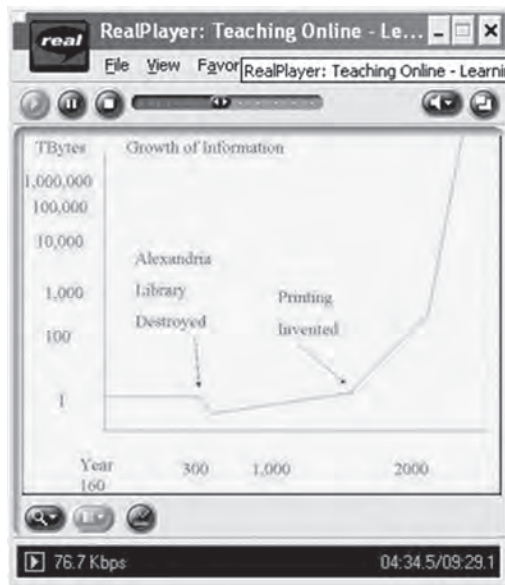 real
RealPlayer: Teaching Online - Le...
File View Favor
RealPlayer: Teaching Online - Learnin
TBytes
Growth of Information
1,000,000
100,000
10,000
1,000
100
1
Alexandria
Library
Destroyed
Printing
Invented
Year
160
300
1,000
2000
76.7 Kbps
04:34.5/09:29.1